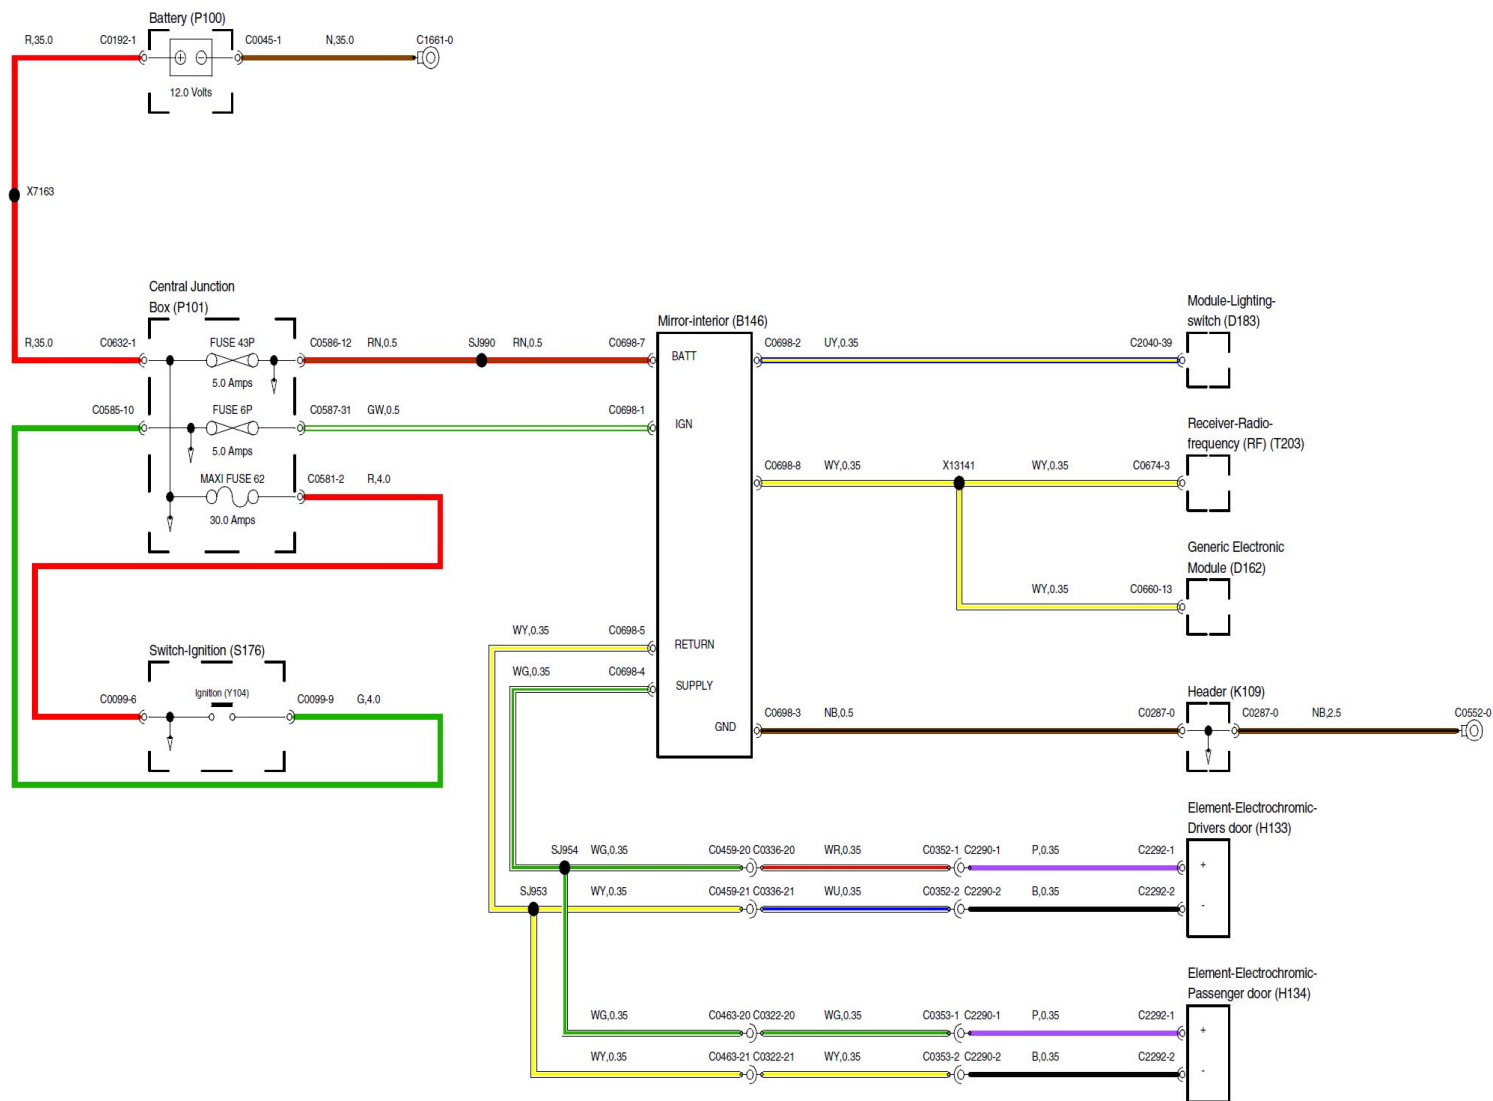 Battery (P100)
R,35.0 C0192-1 C0045-1 N,35.0 C1661-0
12.0 Volts
X7163
Central Junction
Box (P101)
R,35.0 C0632-1 FUSE 43P C0586-12 RN,0.5 SJ990 RN,0.5 C0698-7
5.0 Amps
C0585-10 FUSE 6P C0587-31 GW,0.5 C0698-1
5.0 Amps
MAXI FUSE 62 C0581-2 R,4.0
30.0 Amps
Switch-Ignition (S176)
C0099-6 Ignition (Y104) C0099-9 G,4.0
Mirror-interior (B146)
BATT
IGN
RETURN
SUPPLY
GND
WY,0.35 C0698-5
WG,0.35 C0698-4
Module-Lighting-
switch (D183)
C0698-2 UY,0.35 C2040-39
Receiver-Radio-
frequency (RF) (T203)
C0698-8 WY,0.35 X13141 WY,0.35 C0674-3
Generic Electronic
Module (D162)
WY,0.35 C0660-13
Header (K109)
C0698-3 NB,0.5 C0287-0 C0287-0 NB,2.5 C0552-0
Element-Electrochromic-
Drivers door (H133)
SJ954 WG,0.35 C0459-20 C0336-20 WR,0.35 C0352-1 C2290-1 P,0.35 C2292-1
+
SJ953 WY,0.35 C0459-21 C0336-21 WU,0.35 C0352-2 C2290-2 B,0.35 C2292-2
-
Element-Electrochromic-
Passenger door (H134)
WG,0.35 C0463-20 C0322-20 WG,0.35 C0353-1 C2290-1 P,0.35 C2292-1
+
WY,0.35 C0463-21 C0322-21 WY,0.35 C0353-2 C2290-2 B,0.35 C2292-2
-